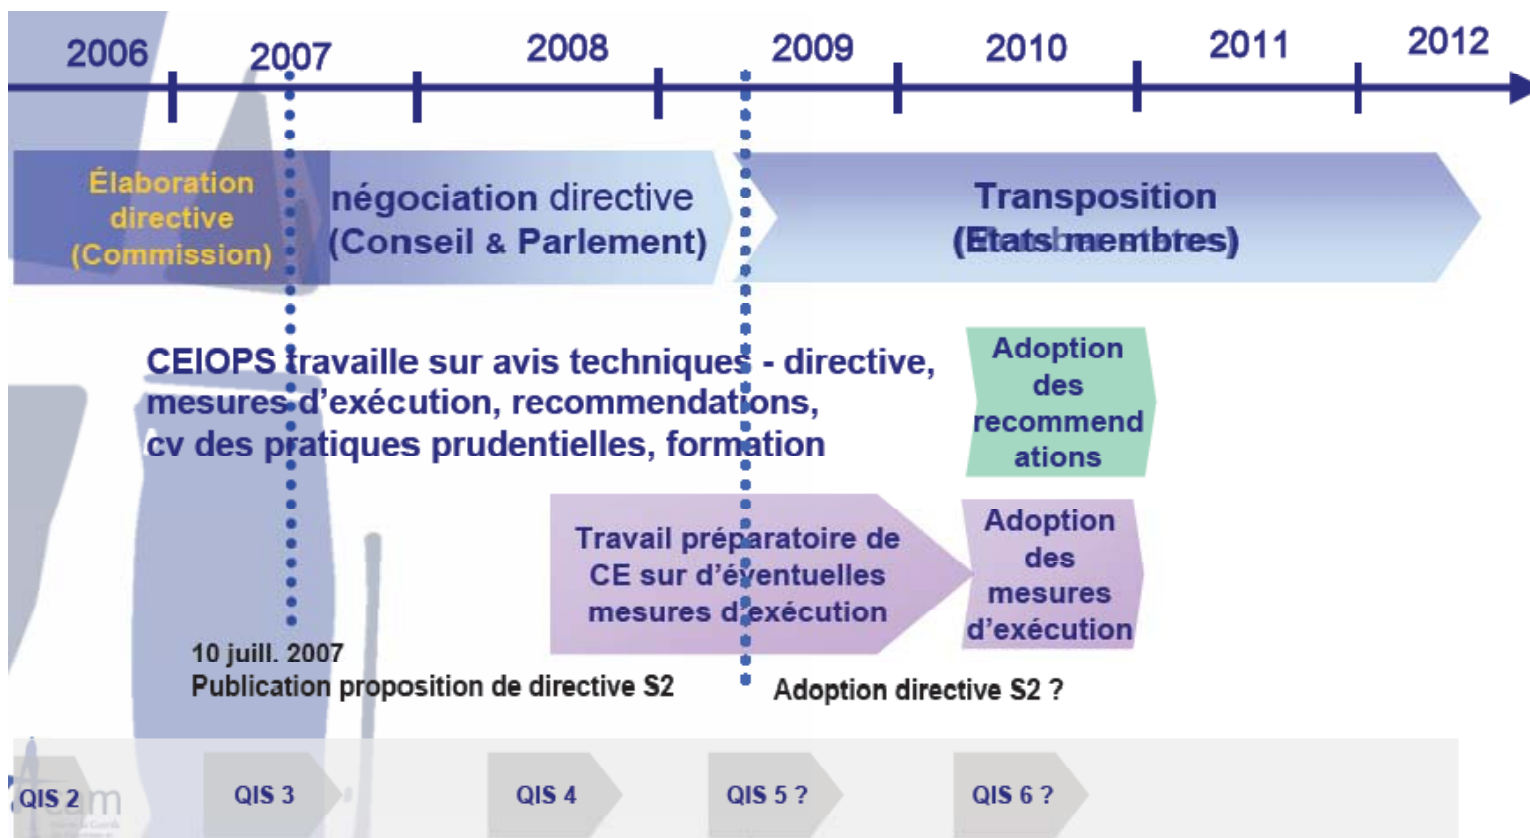 2006 2007 2008 2009 2010 2011 2012
Élaboration
directive
(Commission)
négociation directive
(Conseil & Parlement)
Transposition
(Etats membres)
CEIOPS travaille sur avis techniques - directive,
mesures d'exécution, recommendations,
cv des pratiques prudentielles, formation
Adoption
des
recommend
ations
Travail préparatoire de
CE sur d'éventuelles
mesures d'exécution
Adoption
des
mesures
d'exécution
10 juill. 2007
Publication proposition de directive S2
Adoption directive S2 ?
QIS 2
QIS 3
QIS 4
QIS 5 ?
QIS 6 ?